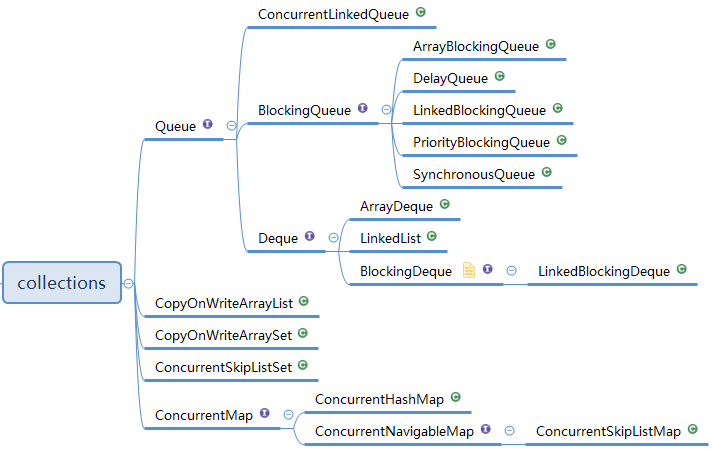 collections
Queue
ConcurrentLinkedQueue
BlockingQueue
ArrayBlockingQueue
DelayQueue
LinkedBlockingQueue
PriorityBlockingQueue
SynchronousQueue
Deque
ArrayDeque
LinkedList
BlockingDeque
LinkedBlockingDeque
CopyOnWriteArrayList
CopyOnWriteArraySet
ConcurrentSkipListSet
ConcurrentMap
ConcurrentHashMap
ConcurrentNavigableMap
ConcurrentSkipListMap